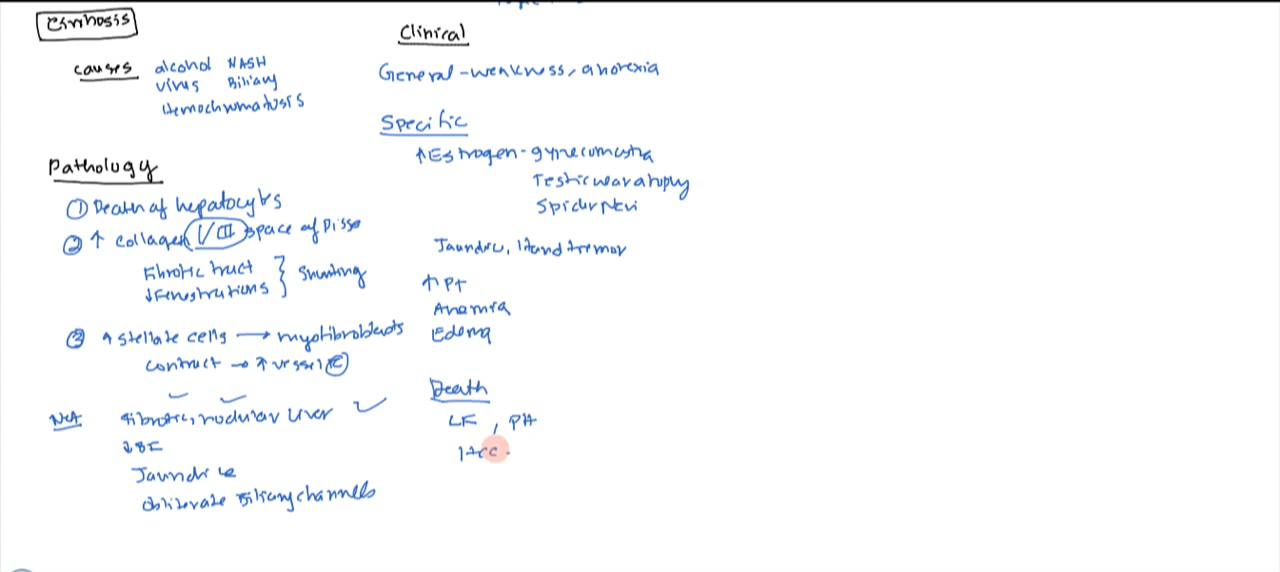 Cirrhosis
causes alcohol NASH
virus Biliary
Hemochromatosis
Pathology
① Death of hepatocyts
② ↑ collagen I/III space of Disse
Fibrotic tract
↓Fenestrations } Shunting
③ ↑ stellate cells → myofibroblasts
contract → ↑ vessel Ⓡ
Net fibrotic, nodular liver
Jaundice
obliterate Biliary channels
Clinical
General - weakness, anorexia
Specific
↑Estrogen - gynecomastia
Testicular atrophy
Spider Nevi
Jaundice, Hand tremor
↑ PT
Anemia
Edema
Death
LF, PH
HCC